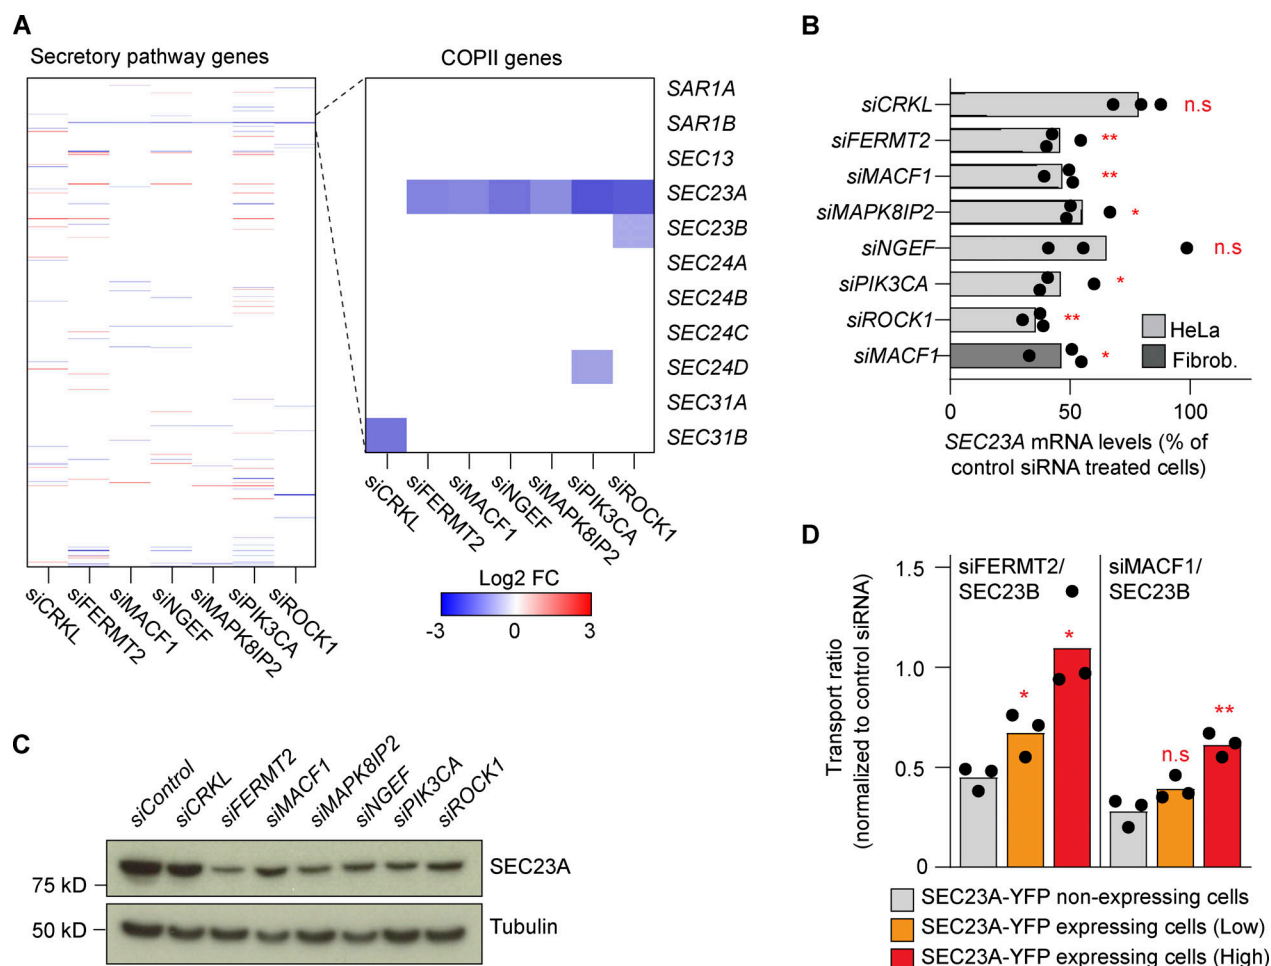 A
Secretory pathway genes
COPII genes
SAR1A
SAR1B
SEC13
SEC23A
SEC23B
SEC24A
SEC24B
SEC24C
SEC24D
SEC31A
SEC31B
siCRKL
siFERMT2
siMACF1
siNGEF
siMAPK8IP2
siPIK3CA
siROCK1
siCRKL
siFERMT2
siMACF1
siNGEF
siMAPK8IP2
siPIK3CA
siROCK1
Log2 FC
-3 0 3
B
siCRKL n.s
siFERMT2 **
siMACF1 **
siMAPK8IP2 *
siNGEF n.s
siPIK3CA *
siROCK1 **
siMACF1 *
HeLa
Fibrob.
0 50 100
SEC23A mRNA levels (% of
control siRNA treated cells)
C
siControl
siCRKL
siFERMT2
siMACF1
siMAPK8IP2
siNGEF
siPIK3CA
siROCK1
SEC23A
75 kD
50 kD
Tubulin
D
siFERMT2/
SEC23B
siMACF1/
SEC23B
Transport ratio
(normalized to control siRNA)
1.5
1.0
0.5
0
*
*
n.s
**
SEC23A-YFP non-expressing cells
SEC23A-YFP expressing cells (Low)
SEC23A-YFP expressing cells (High)